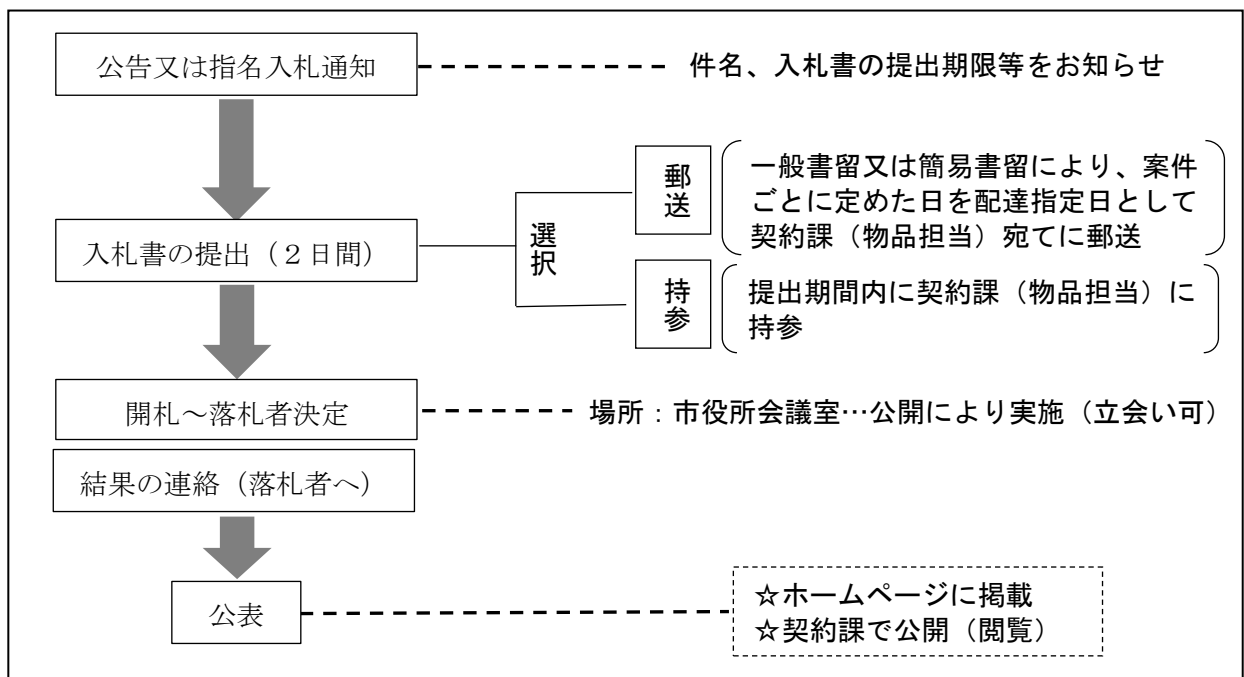 公告又は指名入札通知
件名、入札書の提出期限等をお知らせ
郵送
一般書留又は簡易書留により、案件
ごとに定めた日を配達指定日として
契約課（物品担当）宛てに郵送
入札書の提出（２日間）
選択
持参
提出期間内に契約課（物品担当）に
持参
開札～落札者決定
場所：市役所会議室…公開により実施（立会い可）
結果の連絡（落札者へ）
公表
☆ホームページに掲載
☆契約課で公開（閲覧）